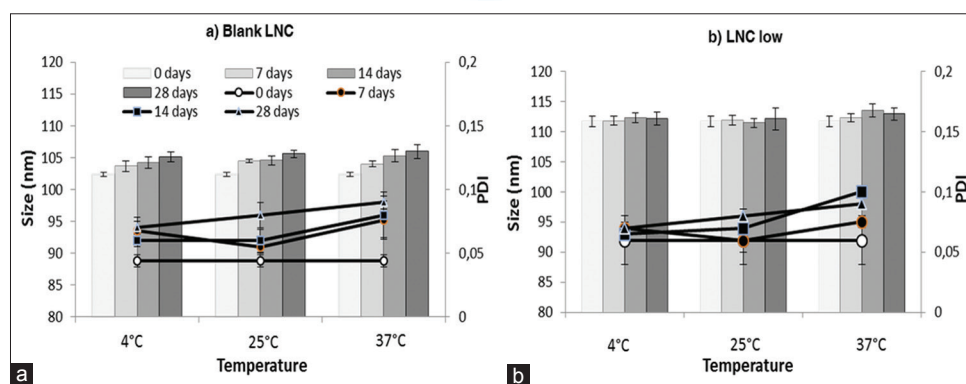 a) Blank LNC
120
115
110
105
100
95
90
85
80
Size (nm)
0 days
7 days
14 days
28 days
0 days
7 days
14 days
28 days
0,2
0,15
0,1
0,05
0
PDI
4°C
25°C
37°C
Temperature
a
b) LNC low
120
115
110
105
100
95
90
85
80
Size (nm)
0,2
0,15
0,10
0,05
0
PDI
4°C
25°C
37°C
Temperature
b